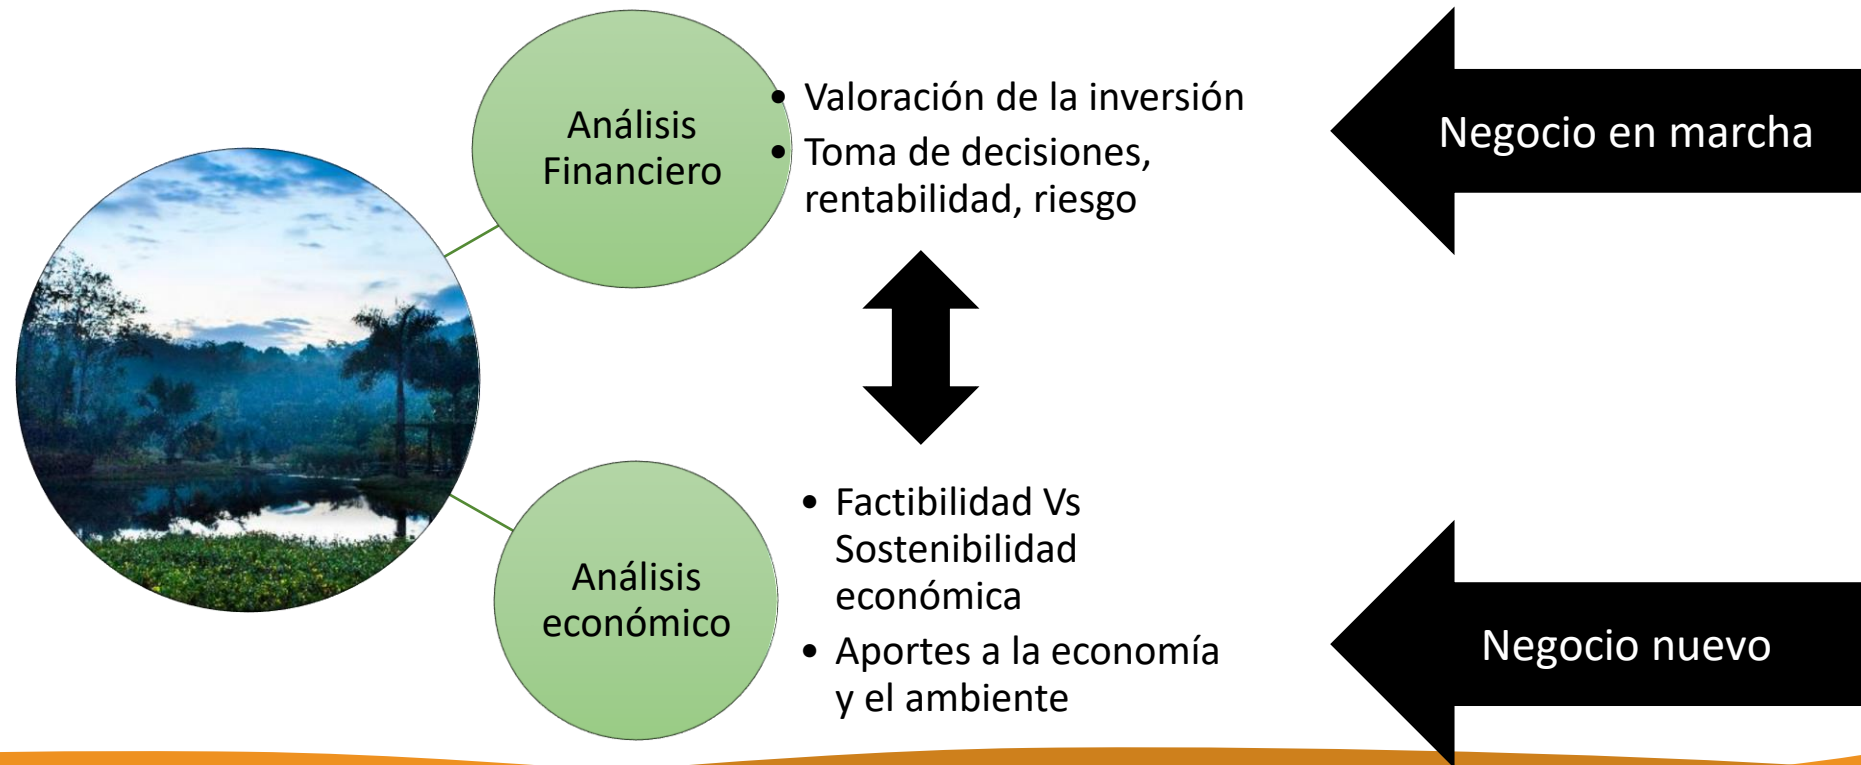 Análisis
Financiero
• Valoración de la inversión
• Toma de decisiones,
rentabilidad, riesgo
Negocio en marcha
Análisis
económico
• Factibilidad Vs
Sostenibilidad
económica
• Aportes a la economía
y el ambiente
Negocio nuevo